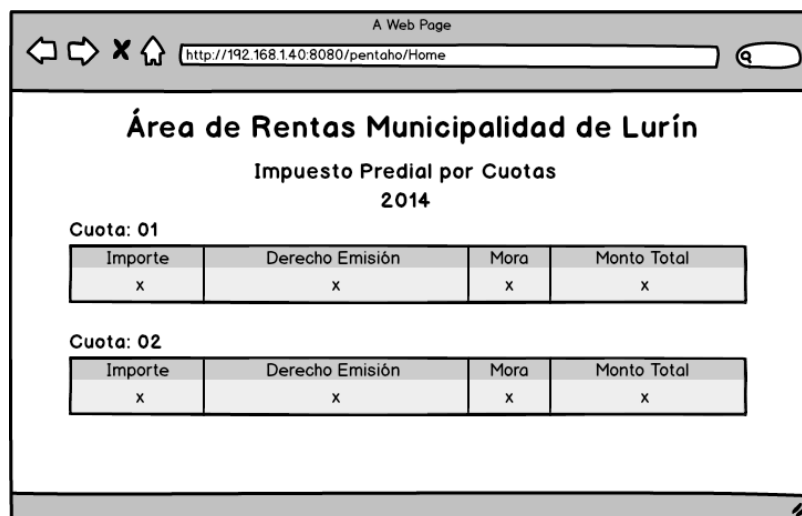 A Web Page
http://192.168.1.40:8080/pentaho/Home
Área de Rentas Municipalidad de Lurín
Impuesto Predial por Cuotas
2014
Cuota: 01
Importe Derecho Emisión Mora Monto Total
x x x x
Cuota: 02
Importe Derecho Emisión Mora Monto Total
x x x x